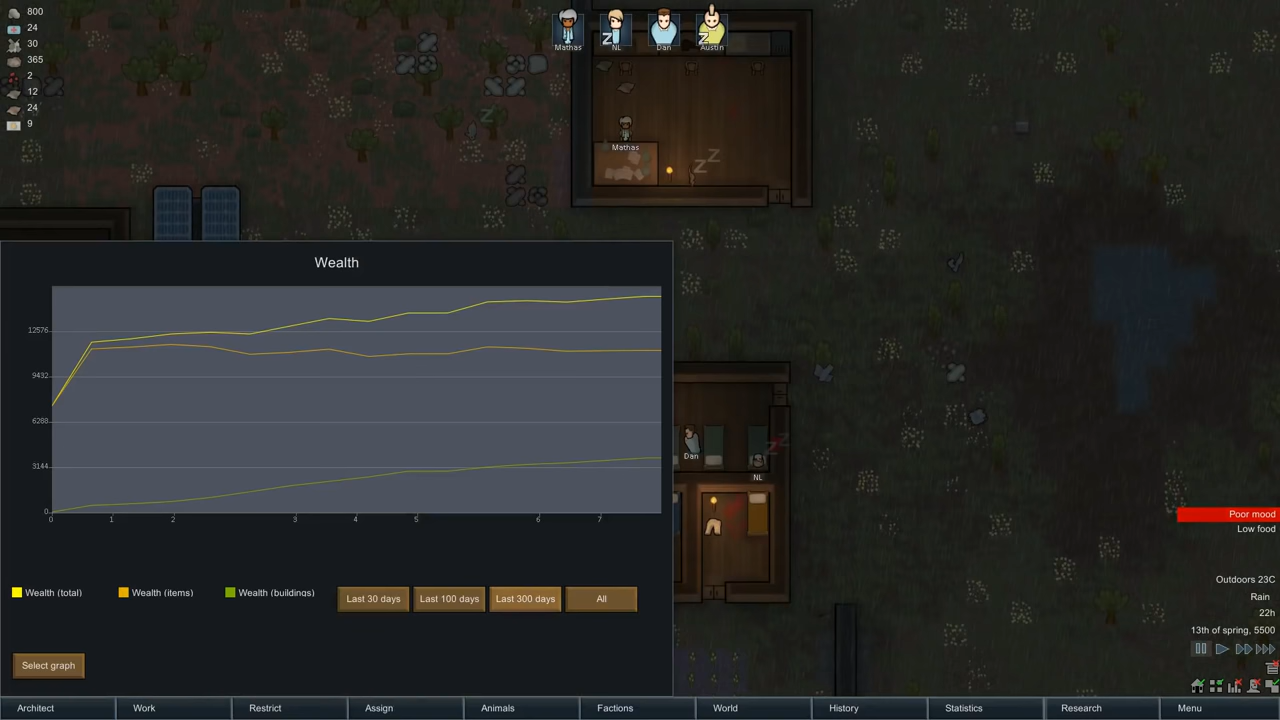 800
24
30
365
2
12
24
9
Mathas
NL
Dan
Austin
Mathas
Wealth
12576
9432
6288
3144
0
0 1 2 3 4 5 6 7
Wealth (total)
Wealth (items)
Wealth (buildings)
Last 30 days
Last 100 days
Last 300 days
All
Select graph
Dan
NL
Poor mood
Low food
Outdoors 23C
Rain
22h
13th of spring, 5500
Architect
Work
Restrict
Assign
Animals
Factions
World
History
Statistics
Research
Menu